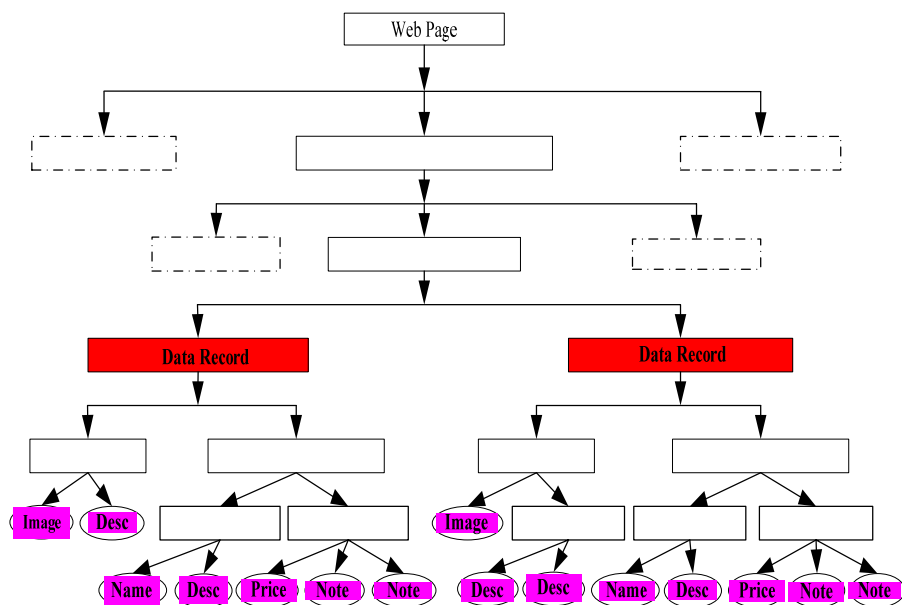 Web Page
Data Record
Data Record
Image
Desc
Image
Name
Desc
Price
Note
Note
Desc
Desc
Name
Desc
Price
Note
Note